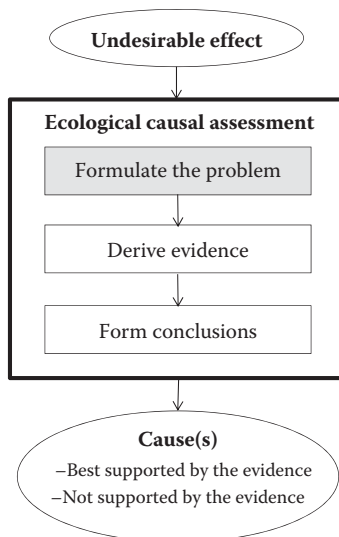 Undesirable effect
Ecological causal assessment
Formulate the problem
Derive evidence
Form conclusions
Cause(s)
–Best supported by the evidence
–Not supported by the evidence